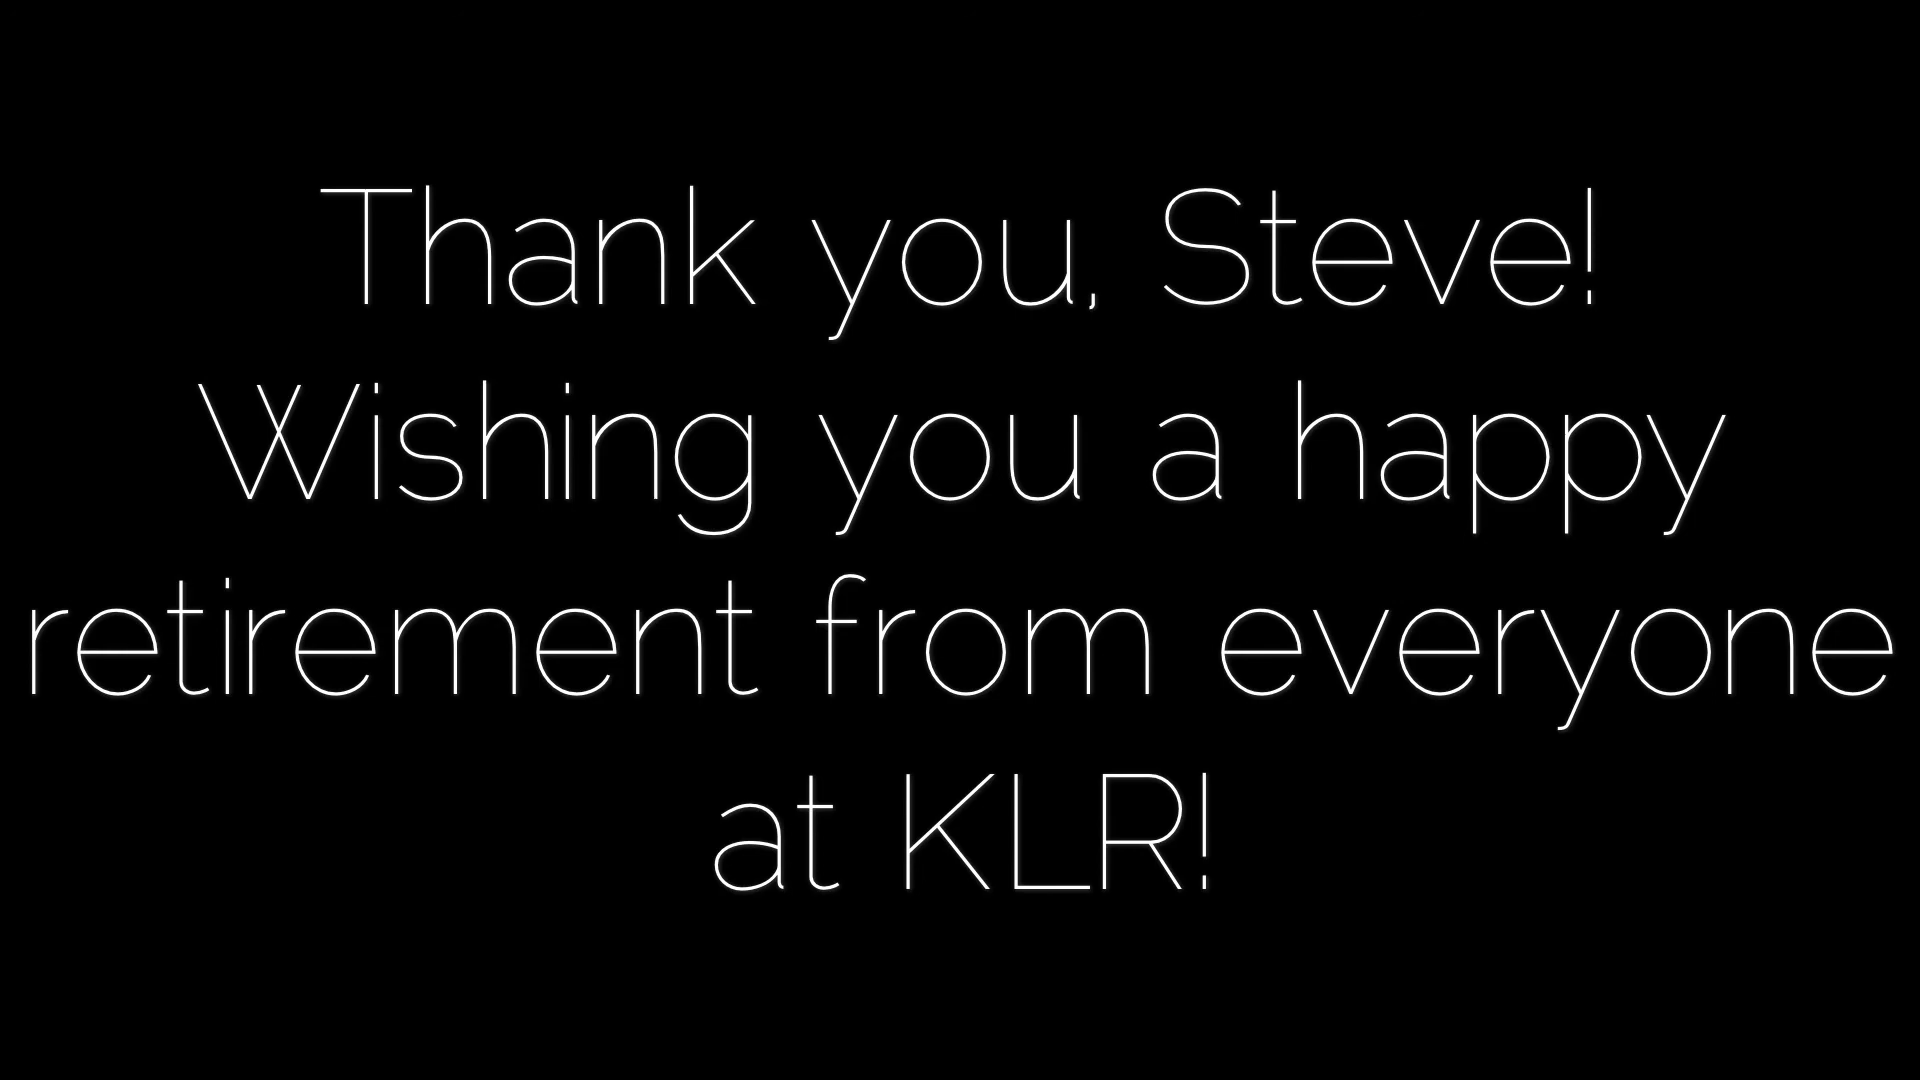 Thank you, Steve!
Wishing you a happy
retirement from everyone
at KLR!